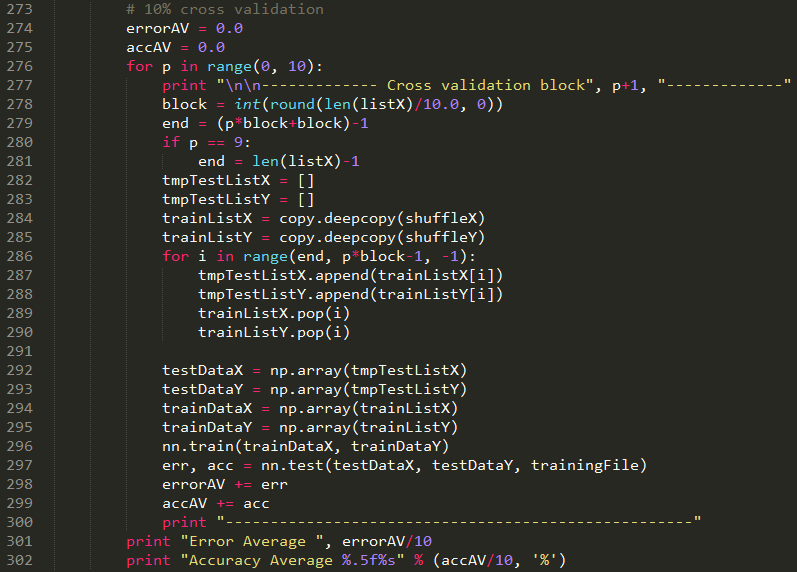 273 # 10% cross validation
274 errorAV = 0.0
275 accAV = 0.0
276 for p in range(0, 10):
277 print "\n\n------------- Cross validation block", p+1, "-------------"
278 block = int(round(len(listX)/10.0, 0))
279 end = (p*block+block)-1
280 if p == 9:
281 end = len(listX)-1
282 tmpTestListX = []
283 tmpTestListY = []
284 trainListX = copy.deepcopy(shuffleX)
285 trainListY = copy.deepcopy(shuffleY)
286 for i in range(end, p*block-1, -1):
287 tmpTestListX.append(trainListX[i])
288 tmpTestListY.append(trainListY[i])
289 trainListX.pop(i)
290 trainListY.pop(i)
291
292 testDataX = np.array(tmpTestListX)
293 testDataY = np.array(tmpTestListY)
294 trainDataX = np.array(trainListX)
295 trainDataY = np.array(trainListY)
296 nn.train(trainDataX, trainDataY)
297 err, acc = nn.test(testDataX, testDataY, trainingFile)
298 errorAV += err
299 accAV += acc
300 print "----------------------------------------------------"
301 print "Error Average ", errorAV/10
302 print "Accuracy Average %.5f%s" % (accAV/10, '%')